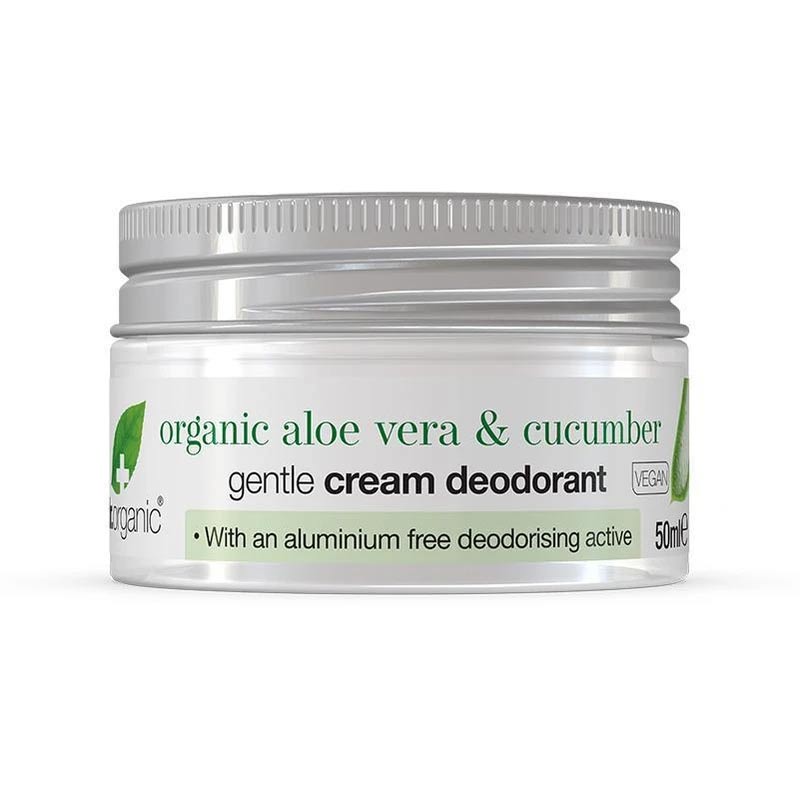 organic aloe vera & cucumber
gentle cream deodorant
VEGAN
organic®
• With an aluminium free deodorising active
50ml℮